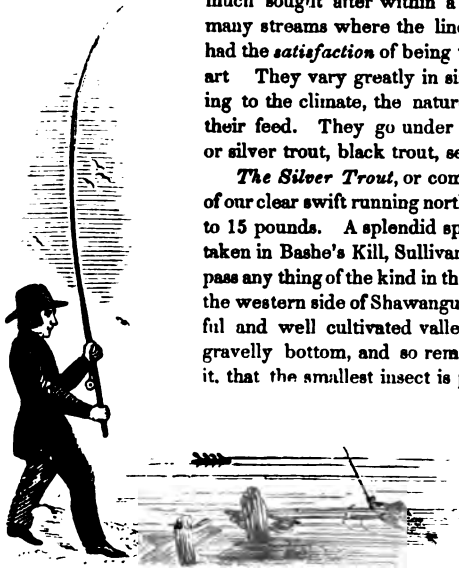 much sought after within a
many streams where the line
had the satisfaction of being
art They vary greatly in si
ing to the climate, the natur
their feed. They go under
or silver trout, black trout, se
The Silver Trout, or com
of our clear swift running north
to 15 pounds. A splendid sp
taken in Bashe's Kill, Sullivan
pass any thing of the kind in th
the western side of Shawangu
ful and well cultivated valle
gravelly bottom, and so rem
it, that the smallest insect is